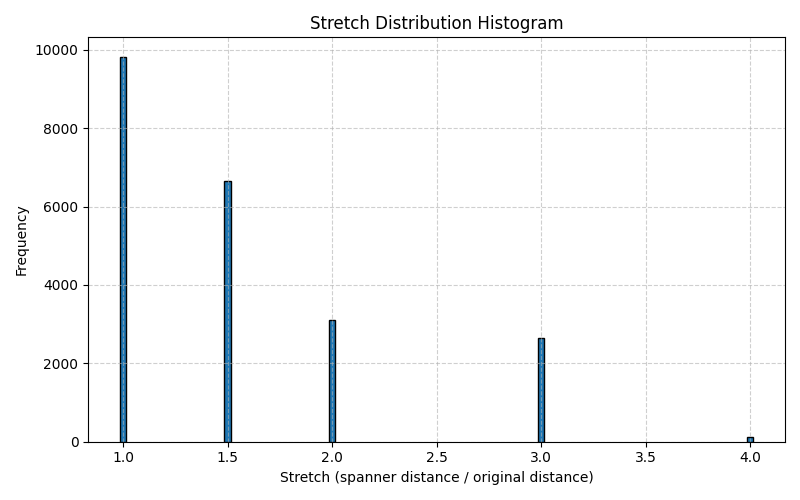 Stretch Distribution Histogram
Frequency
10000
8000
6000
4000
2000
0
1.0 1.5 2.0 2.5 3.0 3.5 4.0
Stretch (spanner distance / original distance)